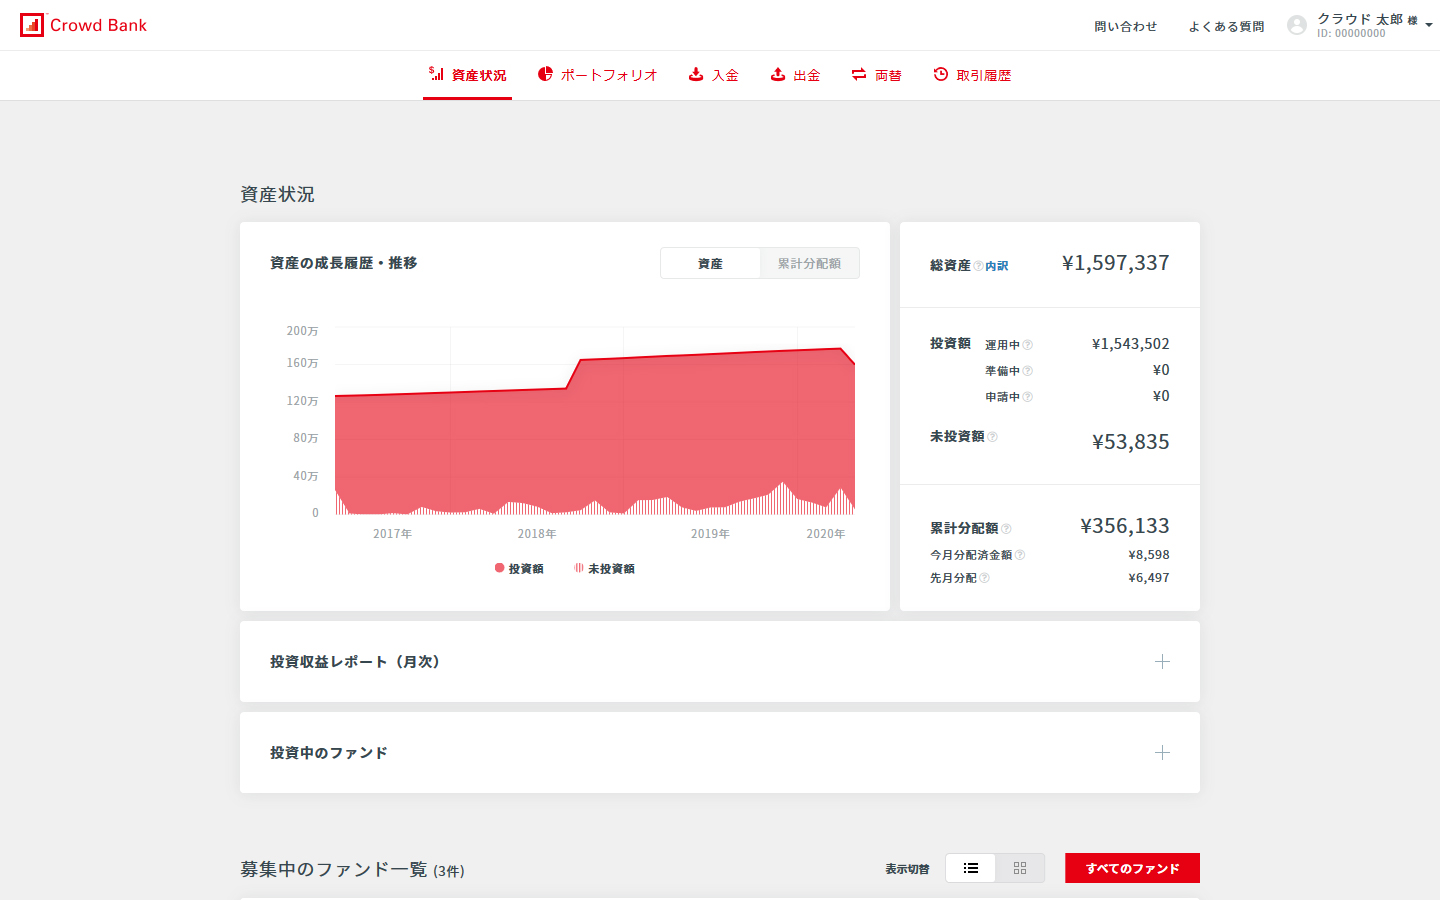 Crowd Bank
問い合わせ
よくある質問
クラウド 太郎 様
ID: 00000000
資産状況
ポートフォリオ
入金
出金
両替
取引履歴
資産状況
資産の成長履歴・推移
資産
累計分配額
200万
160万
120万
80万
40万
0
2017年
2018年
2019年
2020年
投資額
未投資額
総資産 ? 内訳 ¥1,597,337
投資額 運用中 ? ¥1,543,502
準備中 ? ¥0
申請中 ? ¥0
未投資額 ? ¥53,835
累計分配額 ? ¥356,133
今月分配済金額 ? ¥8,598
先月分配 ? ¥6,497
投資収益レポート（月次）
投資中のファンド
募集中のファンド一覧 (3件)
表示切替
すべてのファンド